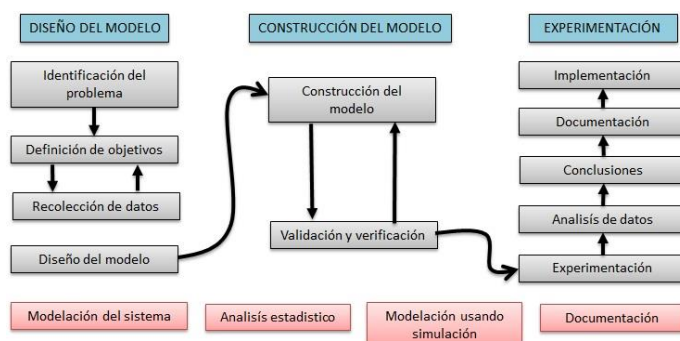 DISEÑO DEL MODELO
Identificación del
problema
Definición de objetivos
Recolección de datos
Diseño del modelo
CONSTRUCCIÓN DEL MODELO
Construcción del
modelo
Validación y verificación
EXPERIMENTACIÓN
Implementación
Documentación
Conclusiones
Analisís de datos
Experimentación
Modelación del sistema
Analisís estadistico
Modelación usando
simulación
Documentación